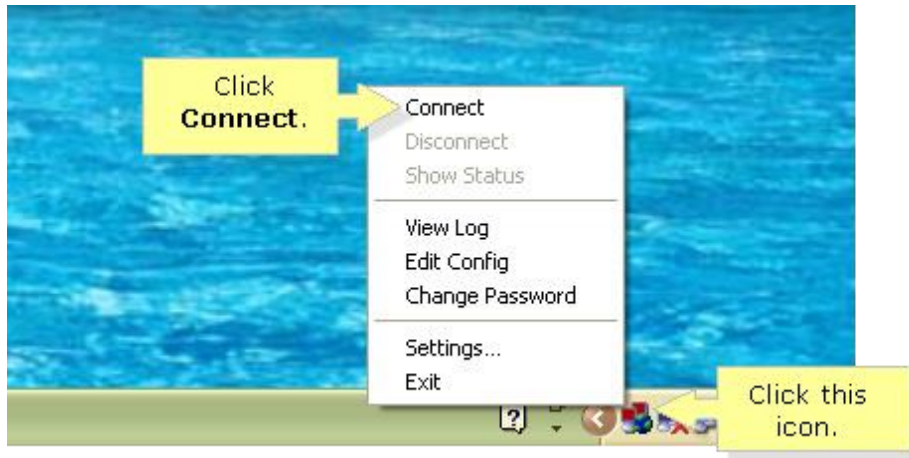 Click
Connect.
Connect
Disconnect
Show Status
View Log
Edit Config
Change Password
Settings...
Exit
?
Click this
icon.